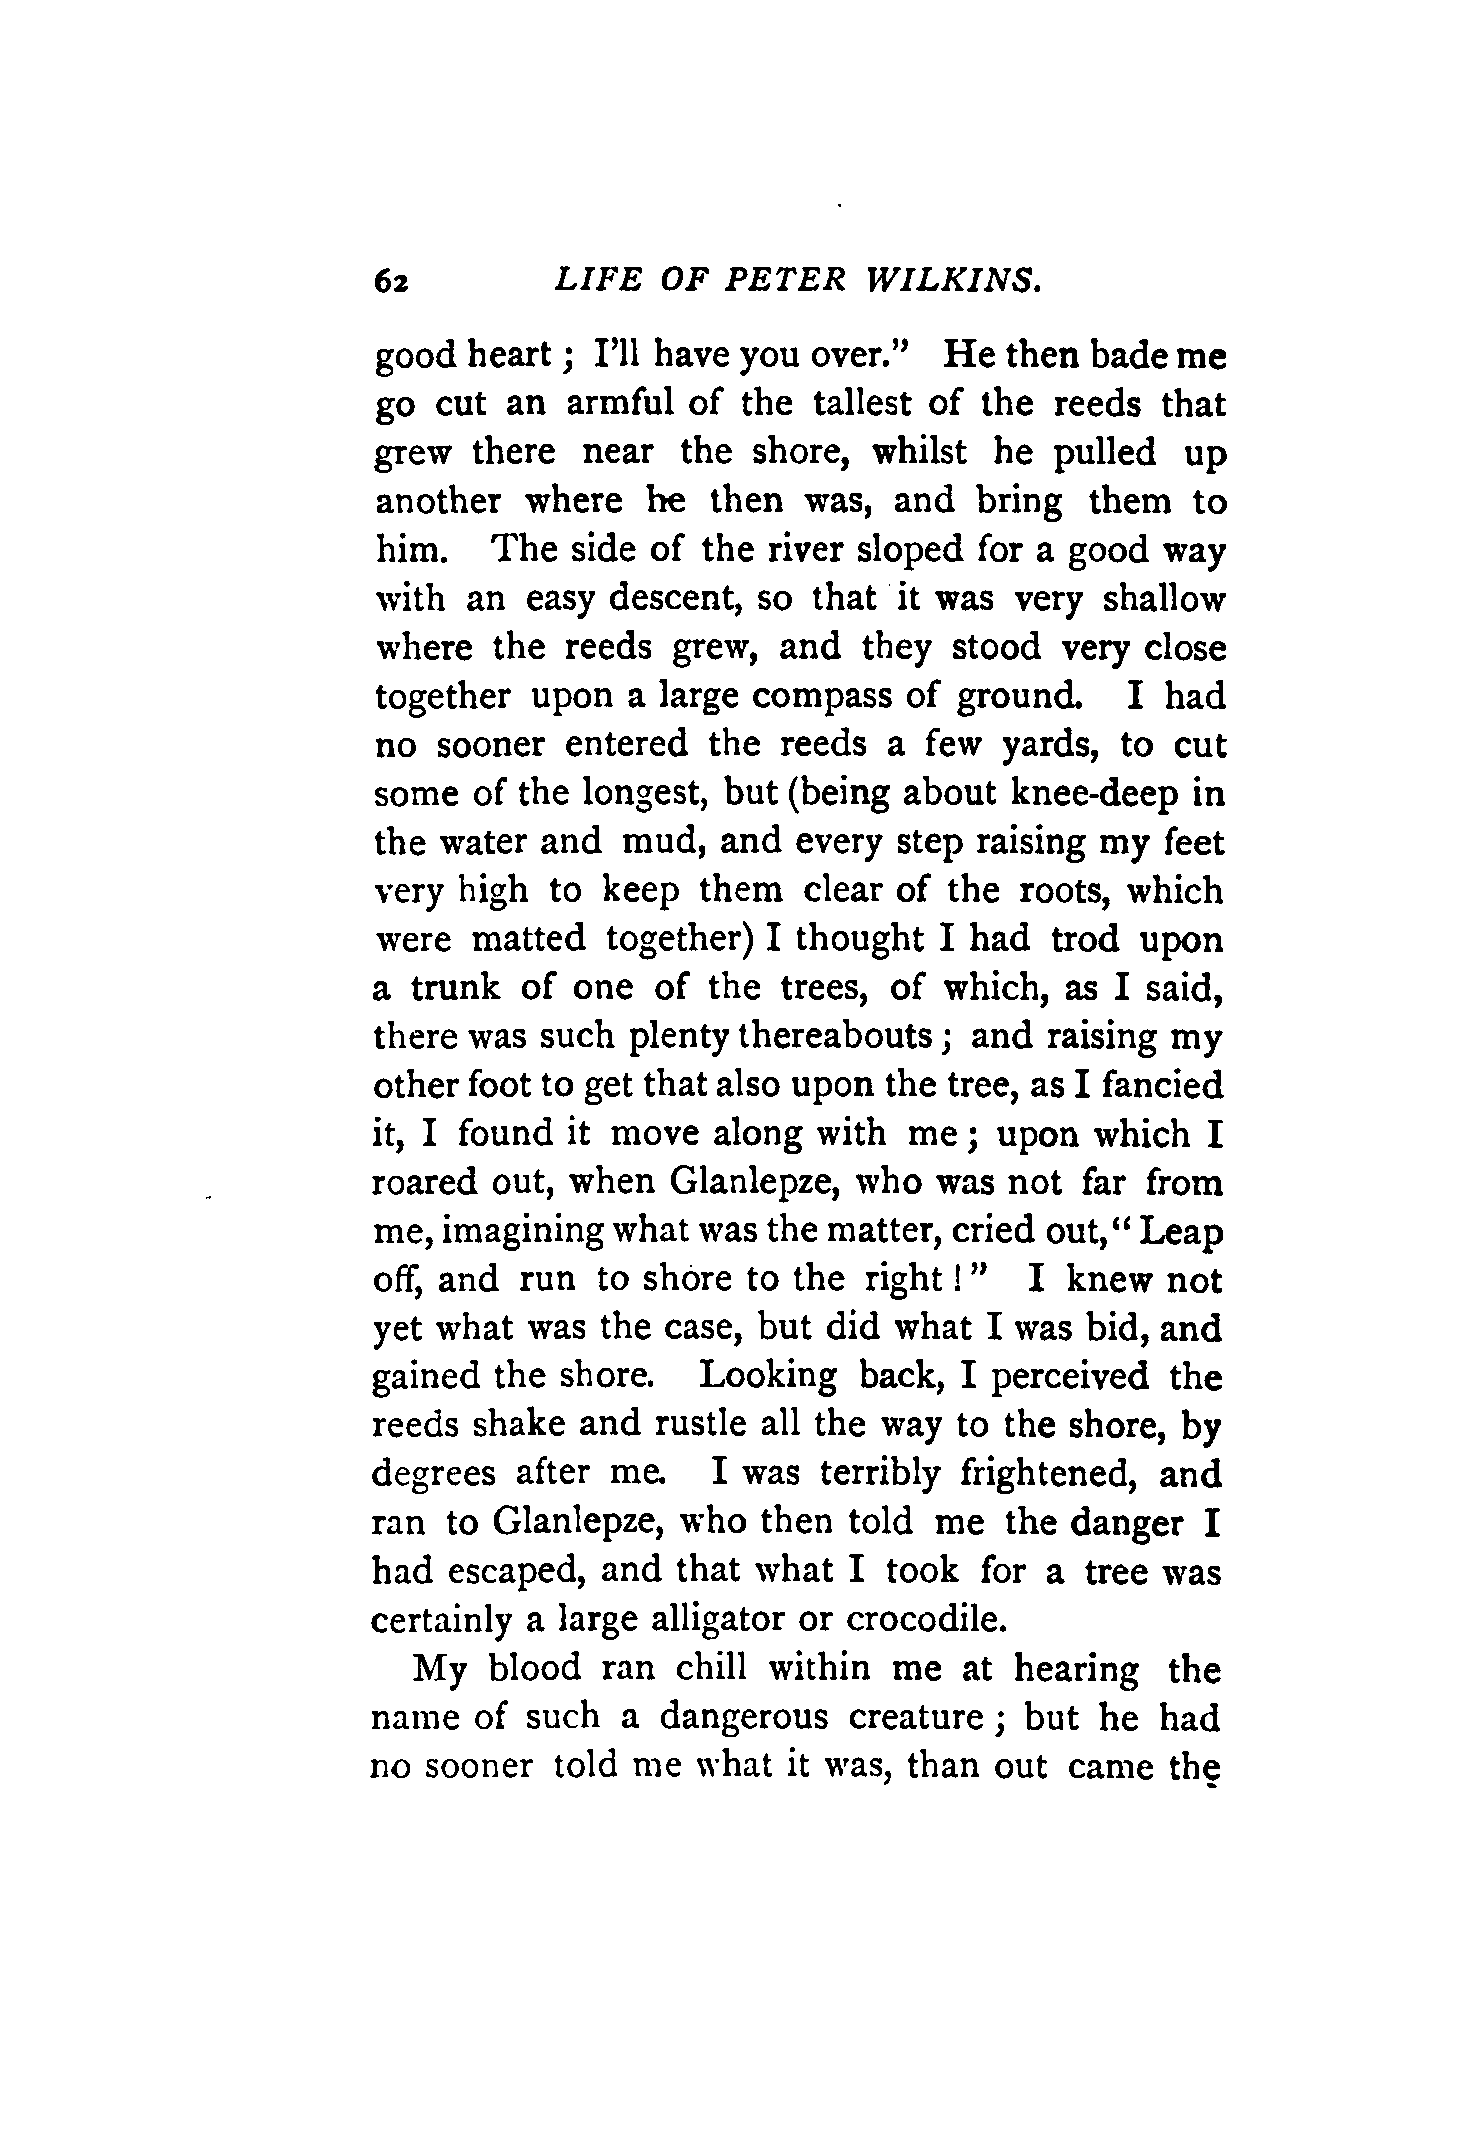 62 LIFE OF PETER WILKINS.
good heart ; I'll have you over." He then bade me
go cut an armful of the tallest of the reeds that
grew there near the shore, whilst he pulled up
another where he then was, and bring them to
him. The side of the river sloped for a good way
with an easy descent, so that it was very shallow
where the reeds grew, and they stood very close
together upon a large compass of ground. I had
no sooner entered the reeds a few yards, to cut
some of the longest, but (being about knee-deep in
the water and mud, and every step raising my feet
very high to keep them clear of the roots, which
were matted together) I thought I had trod upon
a trunk of one of the trees, of which, as I said,
there was such plenty thereabouts ; and raising my
other foot to get that also upon the tree, as I fancied
it, I found it move along with me ; upon which I
roared out, when Glanlepze, who was not far from
me, imagining what was the matter, cried out," Leap
off, and run to shore to the right ! " I knew not
yet what was the case, but did what I was bid, and
gained the shore. Looking back, I perceived the
reeds shake and rustle all the way to the shore, by
degrees after me. I was terribly frightened, and
ran to Glanlepze, who then told me the danger I
had escaped, and that what I took for a tree was
certainly a large alligator or crocodile.
My blood ran chill within me at hearing the
name of such a dangerous creature ; but he had
no sooner told me what it was, than out came the